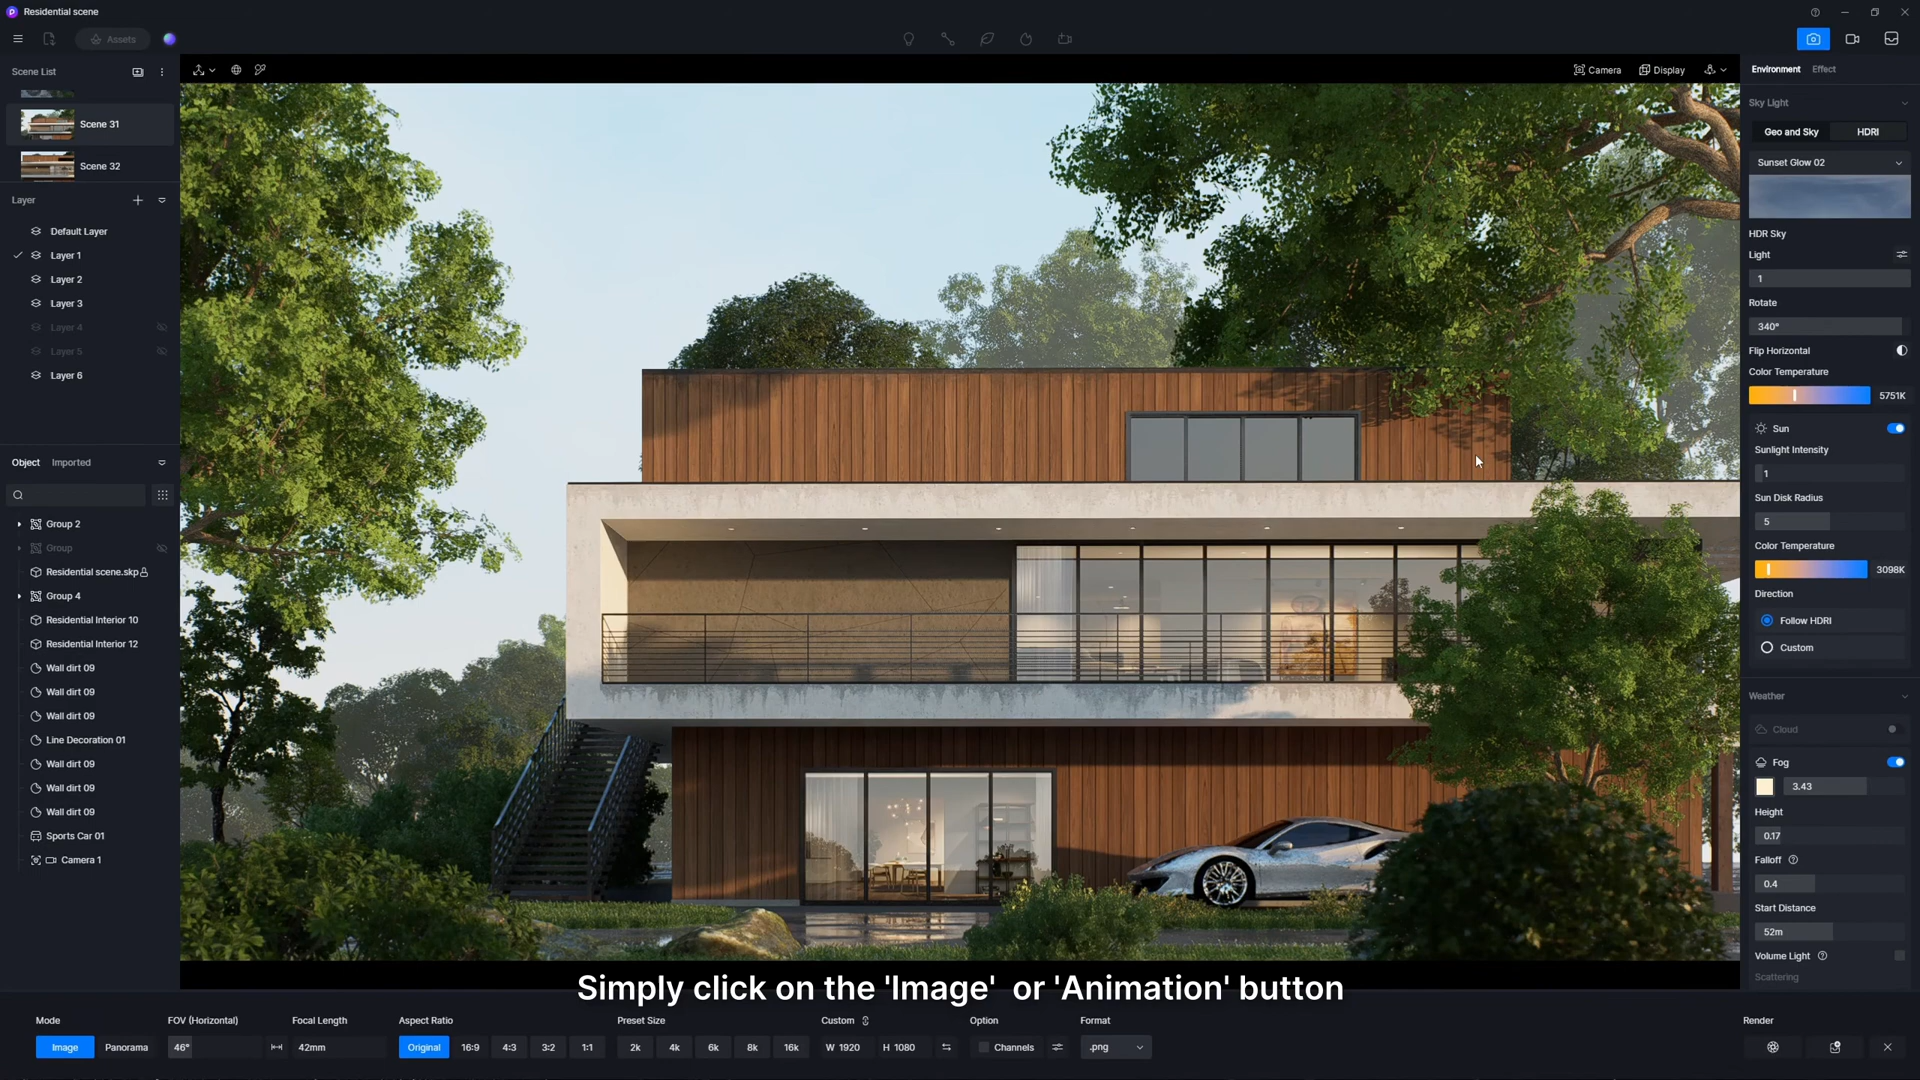 Residential scene
Assets
Scene List
Scene 31
Scene 32
Layer
Default Layer
Layer 1
Layer 2
Layer 3
Layer 4
Layer 5
Layer 6
Object Imported
Group 2
Group
Residential scene.skp
Group 4
Residential Interior 10
Residential Interior 12
Wall dirt 09
Wall dirt 09
Wall dirt 09
Line Decoration 01
Wall dirt 09
Wall dirt 09
Wall dirt 09
Sports Car 01
Camera 1
Camera Display
Environment Effect
Sky Light
Geo and Sky HDRI
Sunset Glow 02
HDR Sky
Light
1
Rotate
340°
Flip Horizontal
Color Temperature
5751K
Sun
Sunlight Intensity
1
Sun Disk Radius
5
Color Temperature
3098K
Direction
Follow HDRI
Custom
Weather
Cloud
Fog
3.43
Height
0.17
Falloff
0.4
Start Distance
52m
Volume Light
Scattering
Simply click on the 'Image' or 'Animation' button
Mode FOV (Horizontal) Focal Length Aspect Ratio Preset Size Custom Option Format Render
Image Panorama 46° 42mm Original 16:9 4:3 3:2 1:1 2k 4k 6k 8k 16k W 1920 H 1080 Channels .png